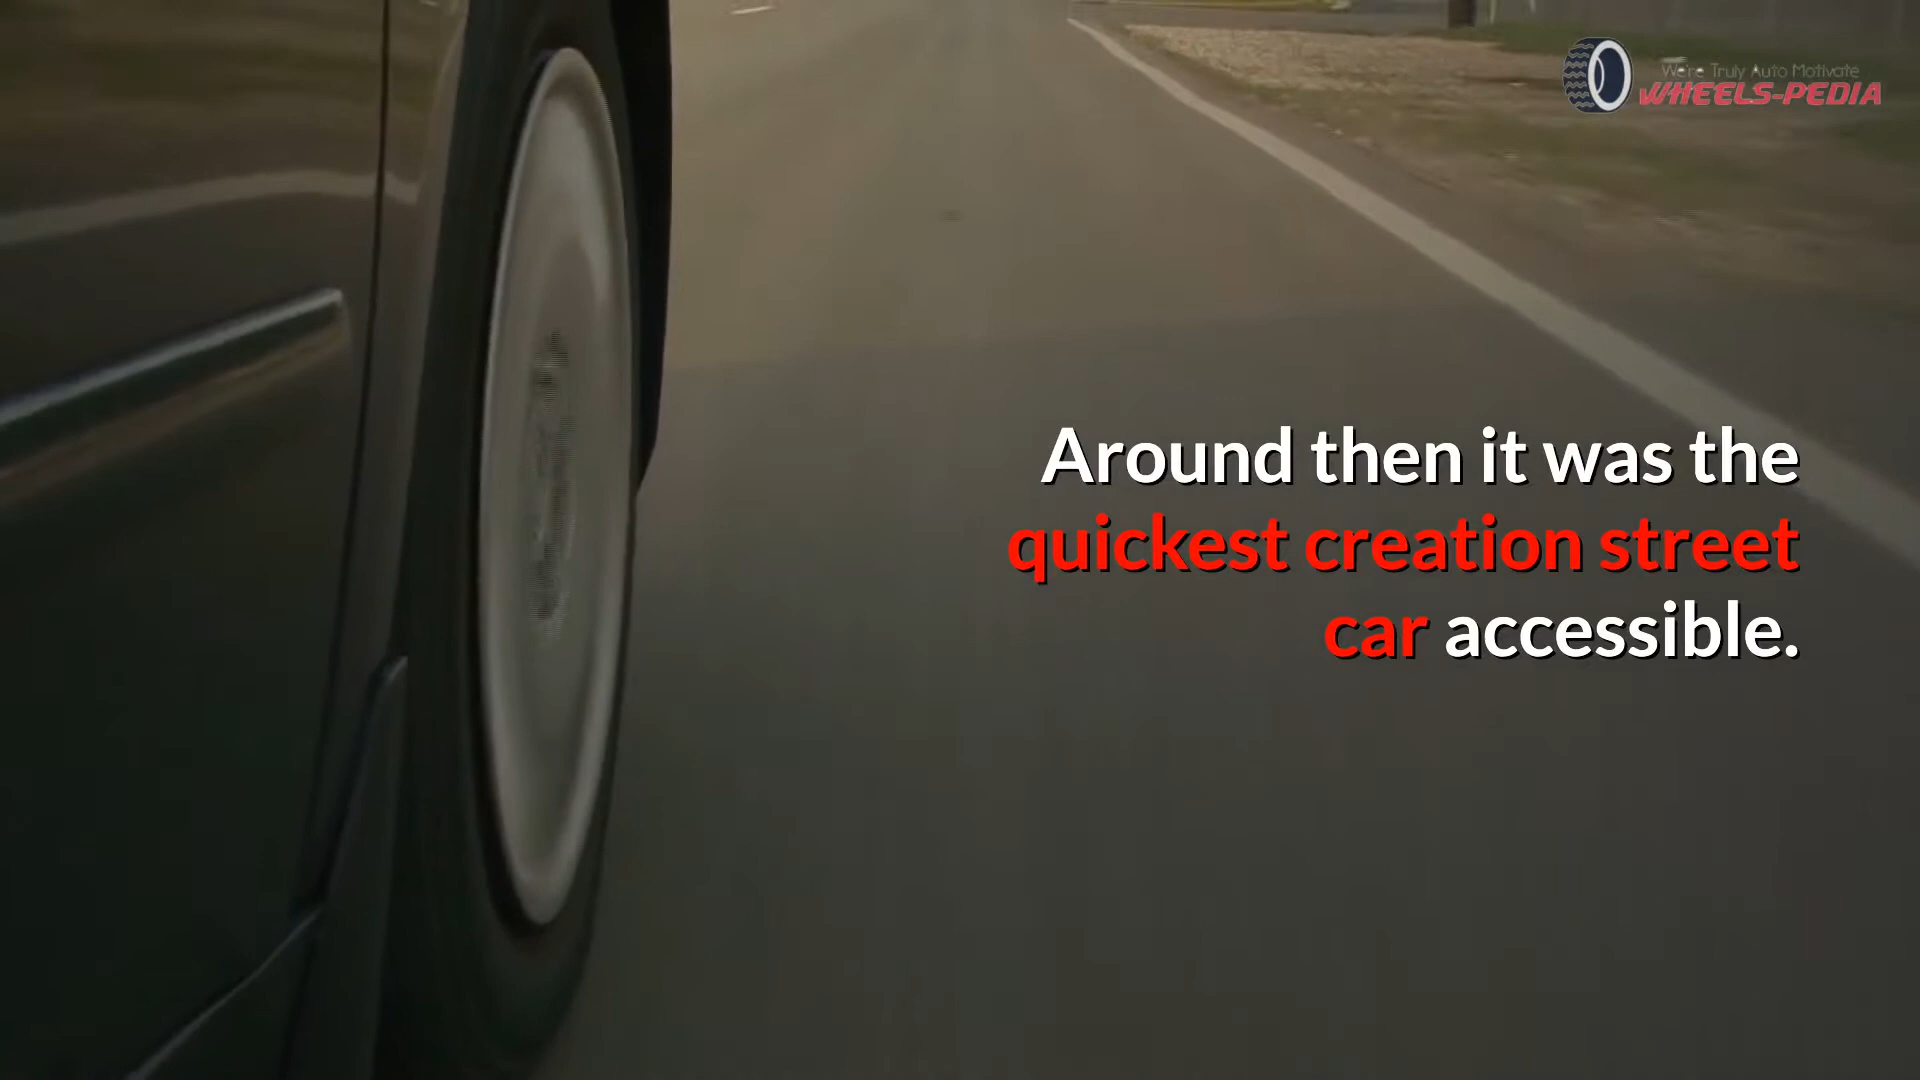 We're Truly Auto Motivate
WHEELS-PEDIA
Around then it was the
quickest creation street
car accessible.